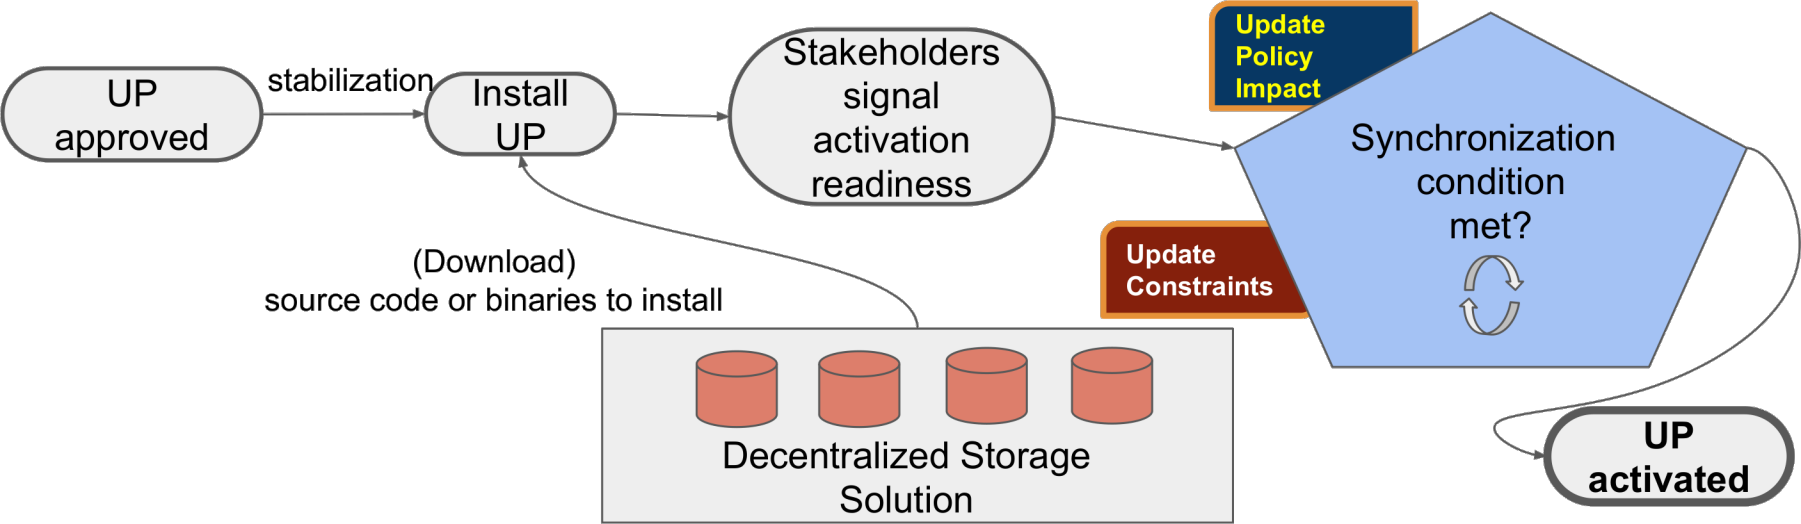 UP
approved
stabilization
Install
UP
Stakeholders
signal
activation
readiness
Update
Policy
Impact
Synchronization
condition
met?
Update
Constraints
(Download)
source code or binaries to install
Decentralized Storage
Solution
UP
activated